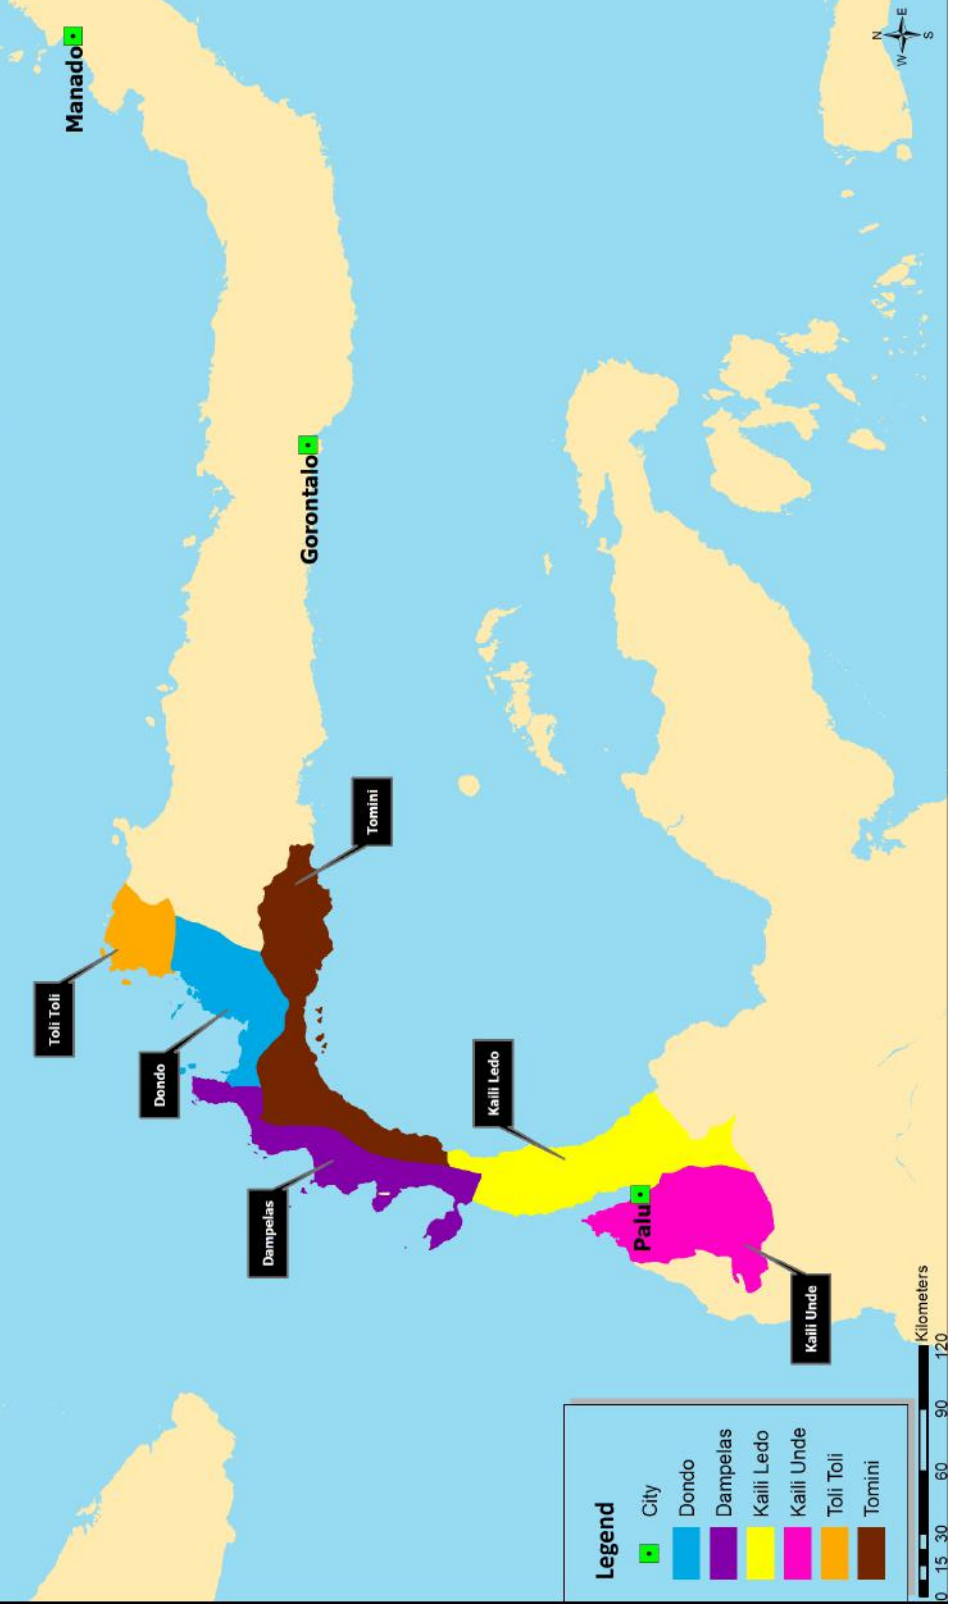 Manado
N
W
E
S
Gorontalo
Toli Toli
Tomini
Dondo
Kaili Ledo
Dampelas
Palu
Kaili Unde
Legend
City
Dondo
Dampelas
Kaili Ledo
Kaili Unde
Toli Toli
Tomini
Kilometers
0 15 30 60 90 120